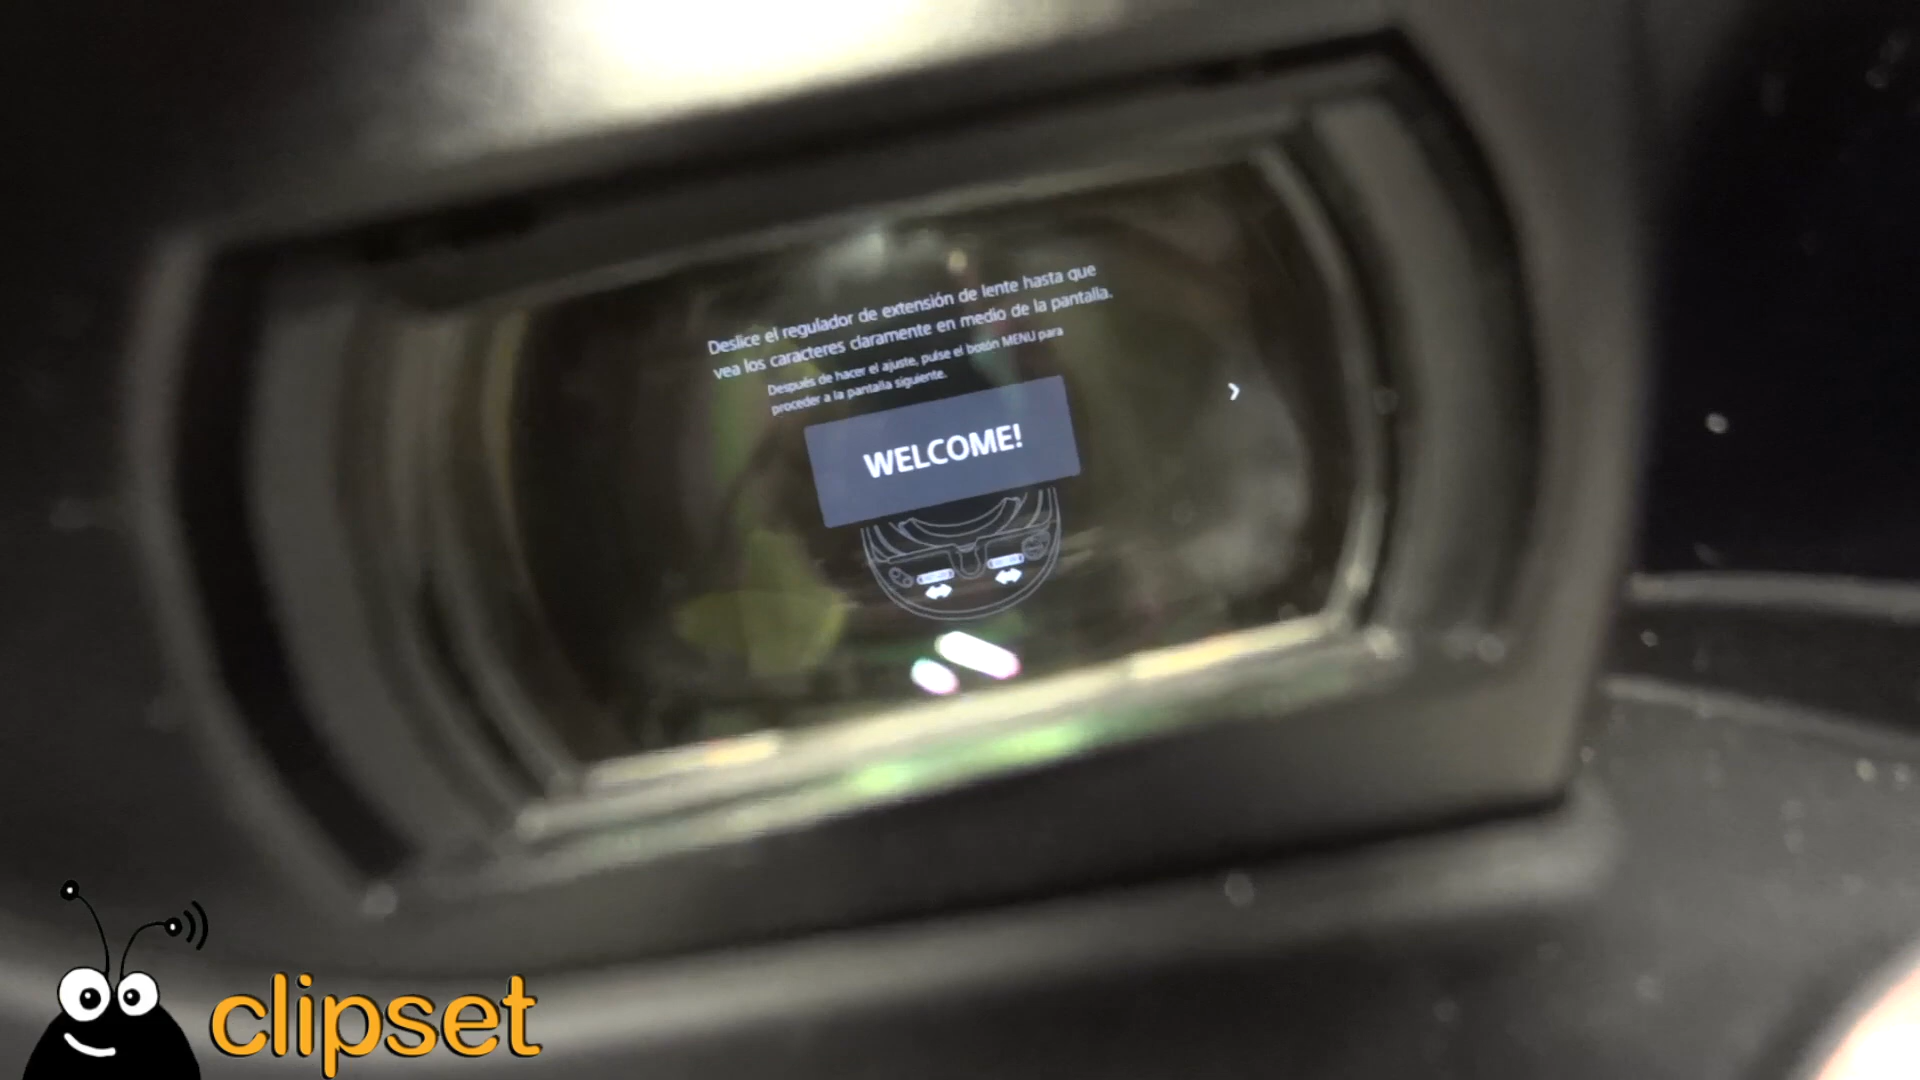 Deslice el regulador de extensión de lente hasta que
vea los caracteres claramente en medio de la pantalla.
Después de hacer el ajuste, pulse el botón MENU para
proceder a la pantalla siguiente.
WELCOME!
clipset